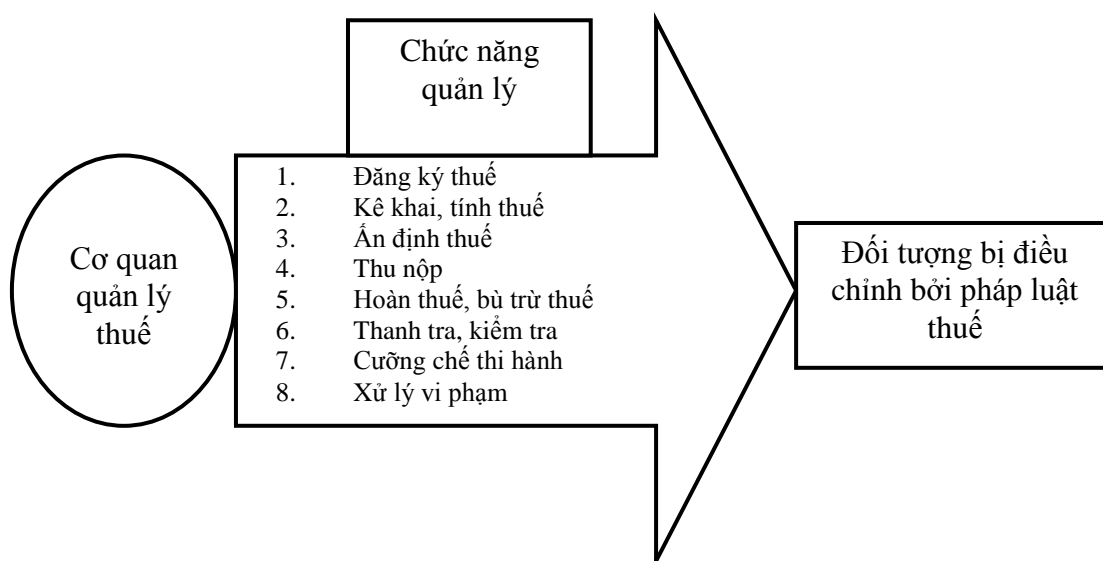 Chức năng
quản lý
1. Đăng ký thuế
2. Kê khai, tính thuế
3. Ấn định thuế
4. Thu nộp
5. Hoàn thuế, bù trừ thuế
6. Thanh tra, kiểm tra
7. Cưỡng chế thi hành
8. Xử lý vi phạm
Cơ quan
quản lý
thuế
Đối tượng bị điều
chỉnh bởi pháp luật
thuế